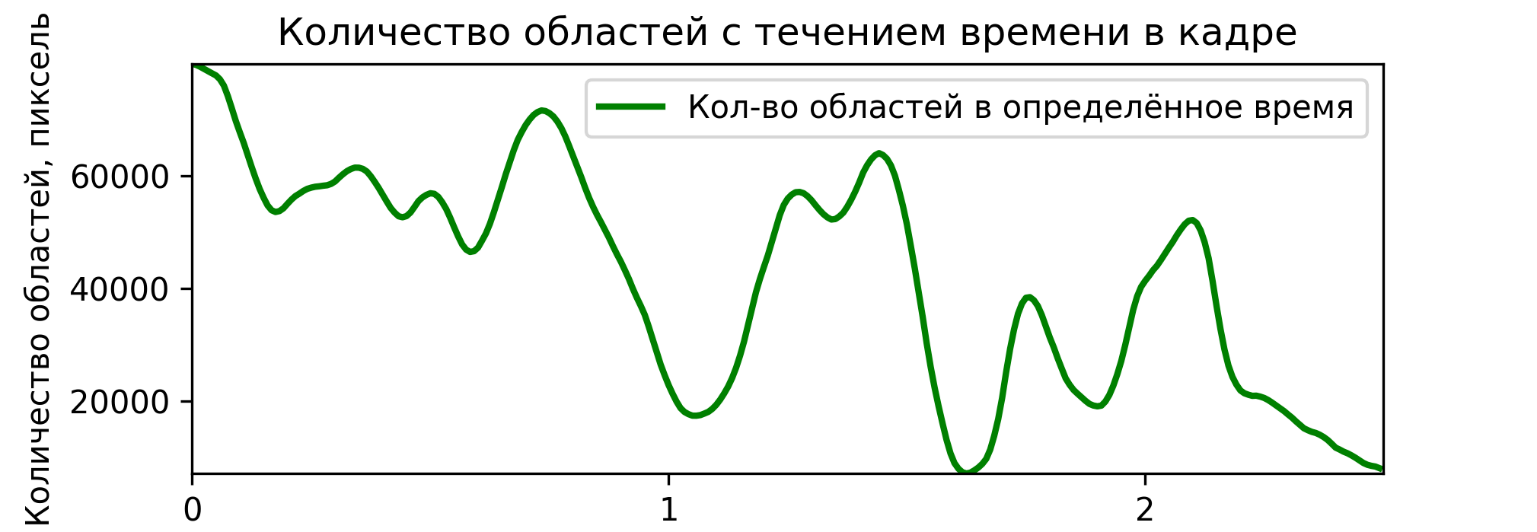 Количество областей с течением времени в кадре
Количество областей, пиксель
Кол-во областей в определённое время
60000
40000
20000
0
1
2